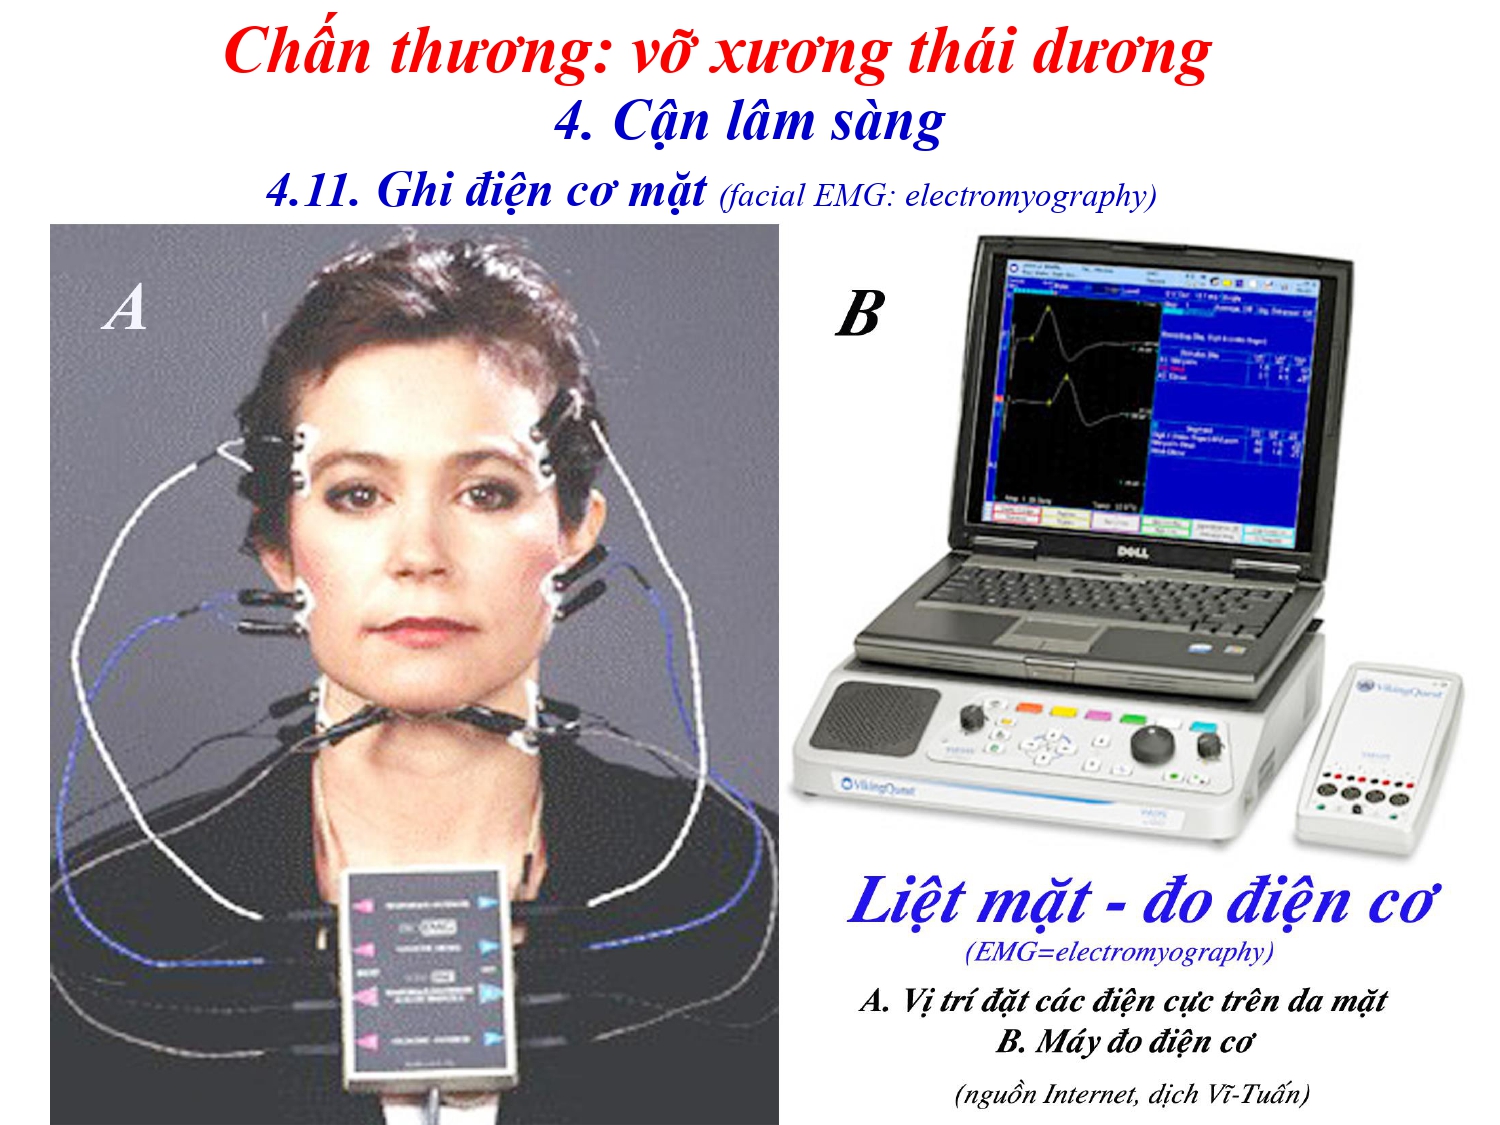 Chấn thương: vỡ xương thái dương
4. Cận lâm sàng
4.11. Ghi điện cơ mặt (facial EMG: electromyography)
A
B
EMG
DELL
VikingQuest
VikingQuest
Liệt mặt - đo điện cơ
(EMG=electromyography)
A. Vị trí đặt các điện cực trên da mặt
B. Máy đo điện cơ
(nguồn Internet, dịch Vĩ-Tuấn)